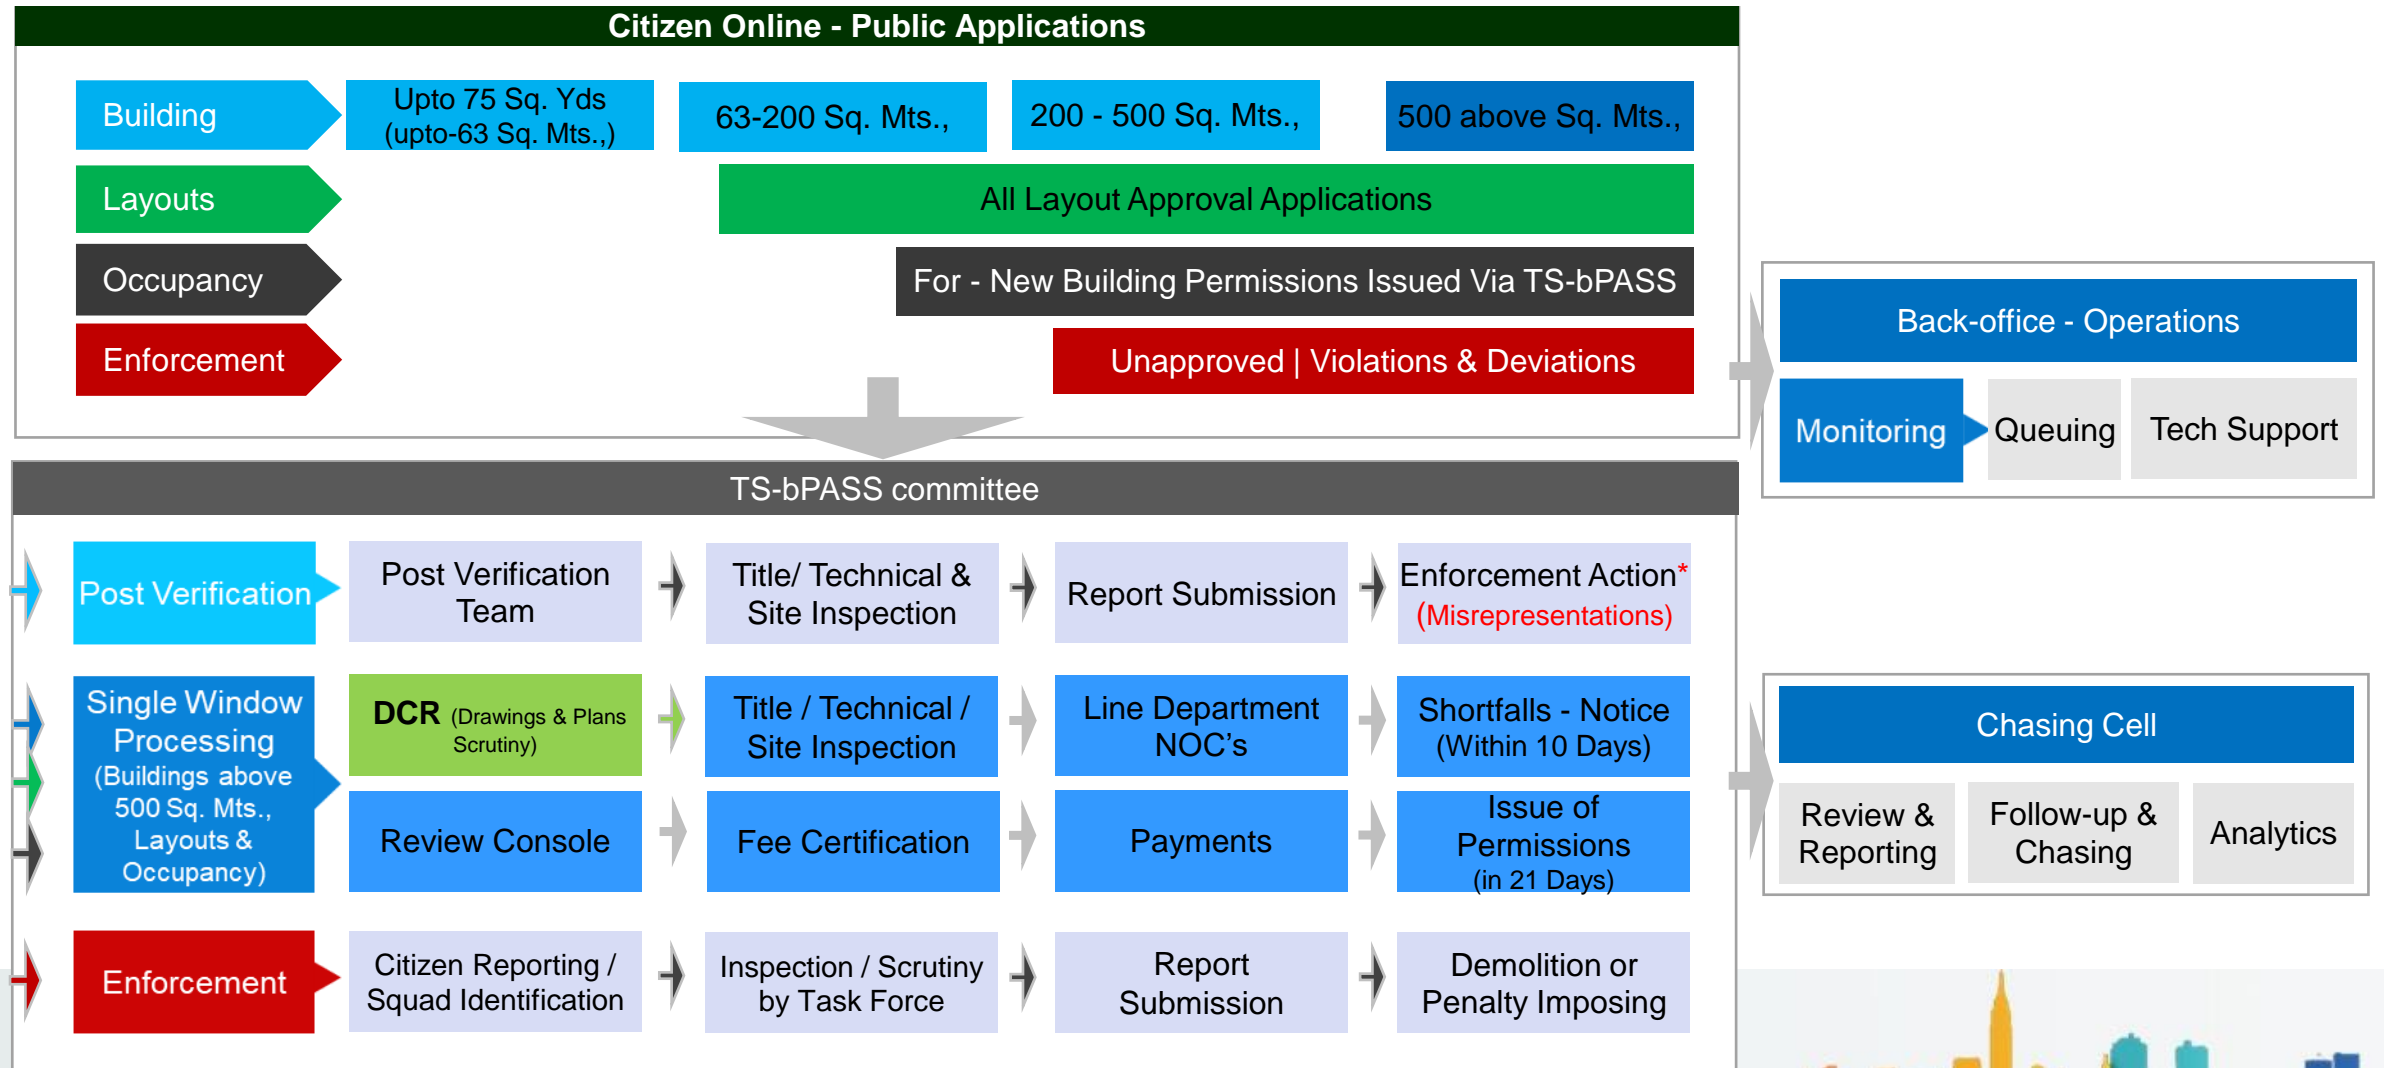 Citizen Online - Public Applications
Building
Upto 75 Sq. Yds
(upto-63 Sq. Mts.,)
63-200 Sq. Mts.,
200 - 500 Sq. Mts.,
500 above Sq. Mts.,
Layouts
All Layout Approval Applications
Occupancy
For - New Building Permissions Issued Via TS-bPASS
Enforcement
Unapproved | Violations & Deviations
Back-office - Operations
Monitoring
Queuing
Tech Support
TS-bPASS committee
Post Verification
Post Verification
Team
Title/ Technical &
Site Inspection
Report Submission
Enforcement Action*
(Misrepresentations)
Single Window
Processing
(Buildings above
500 Sq. Mts.,
Layouts &
Occupancy)
DCR (Drawings & Plans
Scrutiny)
Title / Technical /
Site Inspection
Line Department
NOC's
Shortfalls - Notice
(Within 10 Days)
Review Console
Fee Certification
Payments
Issue of
Permissions
(in 21 Days)
Chasing Cell
Review &
Reporting
Follow-up &
Chasing
Analytics
Enforcement
Citizen Reporting /
Squad Identification
Inspection / Scrutiny
by Task Force
Report
Submission
Demolition or
Penalty Imposing